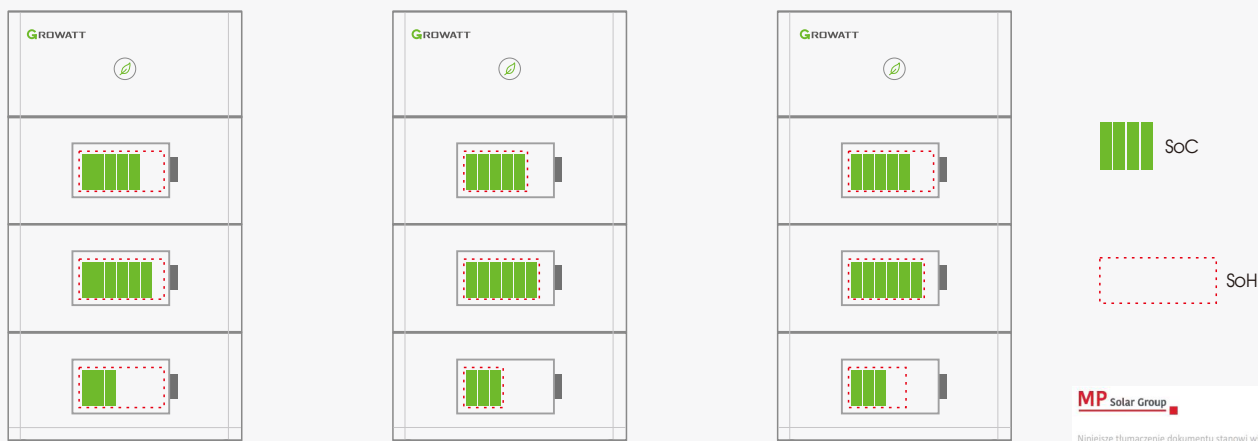 GROWATT
GROWATT
GROWATT
SoC
SoH
MP Solar Group
Niniejsze tłumaczenie dokumentu stanowi